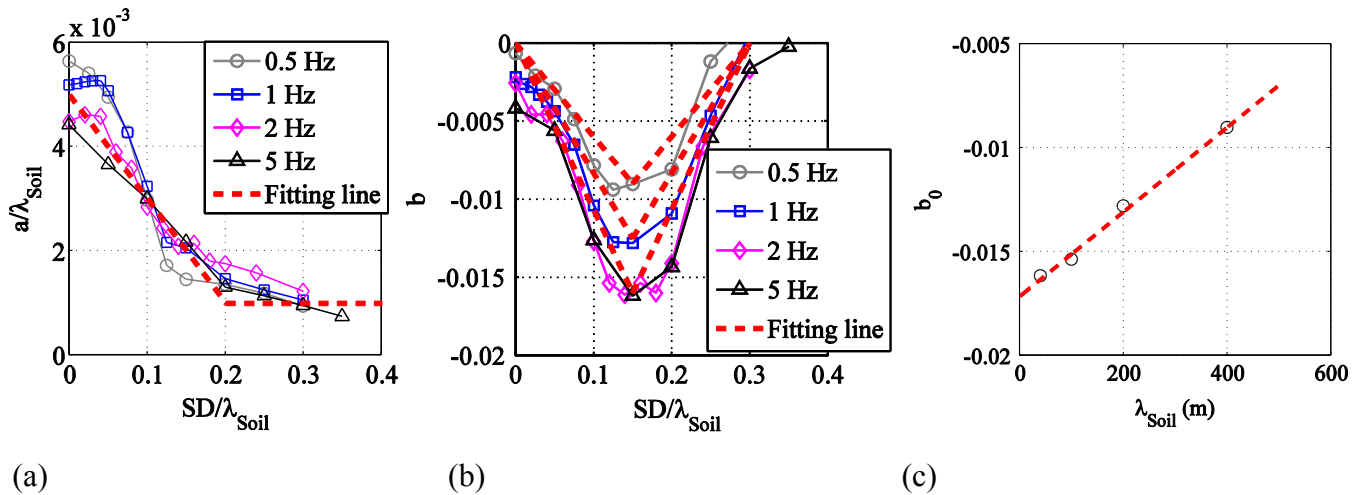 x 10⁻³
6
4
2
0
a/λSoil
0 0.1 0.2 0.3 0.4
SD/λSoil
0.5 Hz
1 Hz
2 Hz
5 Hz
Fitting line
(a)
0
-0.005
-0.01
-0.015
-0.02
b
0 0.1 0.2 0.3 0.4
SD/λSoil
0.5 Hz
1 Hz
2 Hz
5 Hz
Fitting line
(b)
-0.005
-0.01
-0.015
-0.02
b0
0 200 400 600
λSoil (m)
(c)